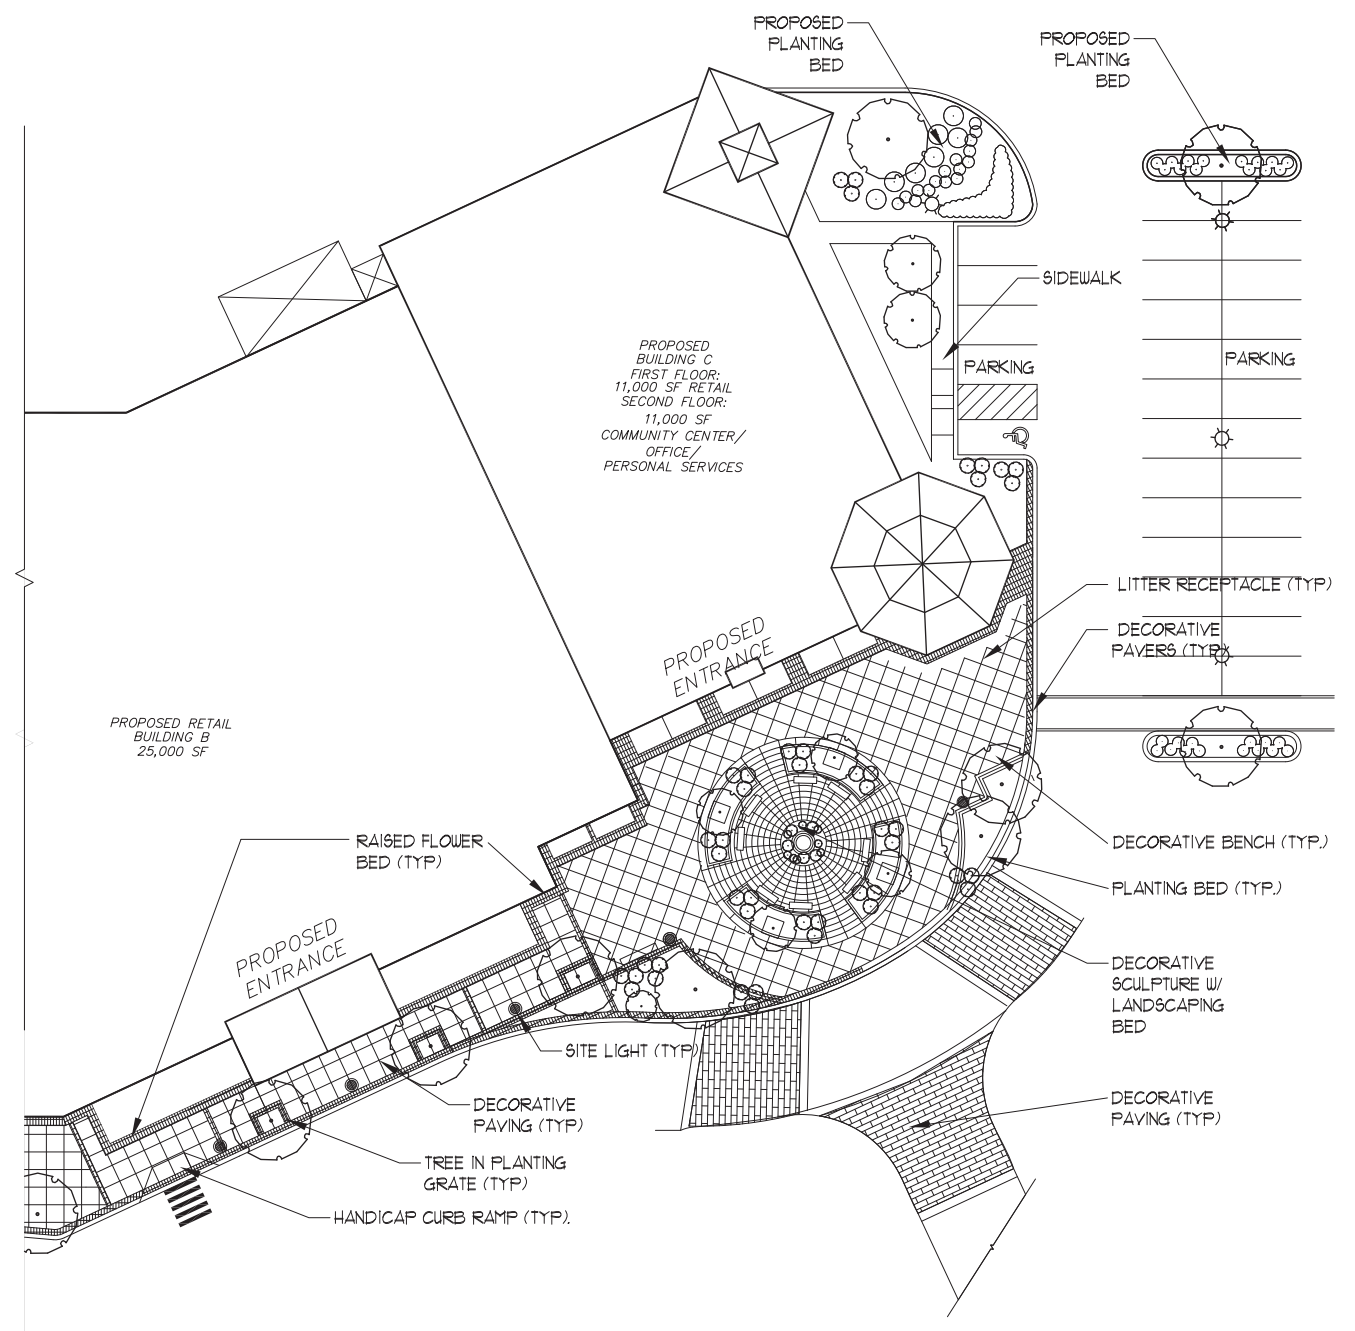 PROPOSED
PLANTING
BED
PROPOSED
PLANTING
BED
SIDEWALK
PARKING
PARKING
PROPOSED
BUILDING C
FIRST FLOOR:
11,000 SF RETAIL
SECOND FLOOR:
11,000 SF
COMMUNITY CENTER/
OFFICE/
PERSONAL SERVICES
LITTER RECEPTACLE (TYP)
DECORATIVE
PAVERS (TYP.)
PROPOSED
ENTRANCE
PROPOSED RETAIL
BUILDING B
25,000 SF
RAISED FLOWER
BED (TYP)
DECORATIVE BENCH (TYP.)
PLANTING BED (TYP.)
PROPOSED
ENTRANCE
DECORATIVE
SCULPTURE W/
LANDSCAPING
BED
SITE LIGHT (TYP)
DECORATIVE
PAVING (TYP)
DECORATIVE
PAVING (TYP)
TREE IN PLANTING
GRATE (TYP)
HANDICAP CURB RAMP (TYP).